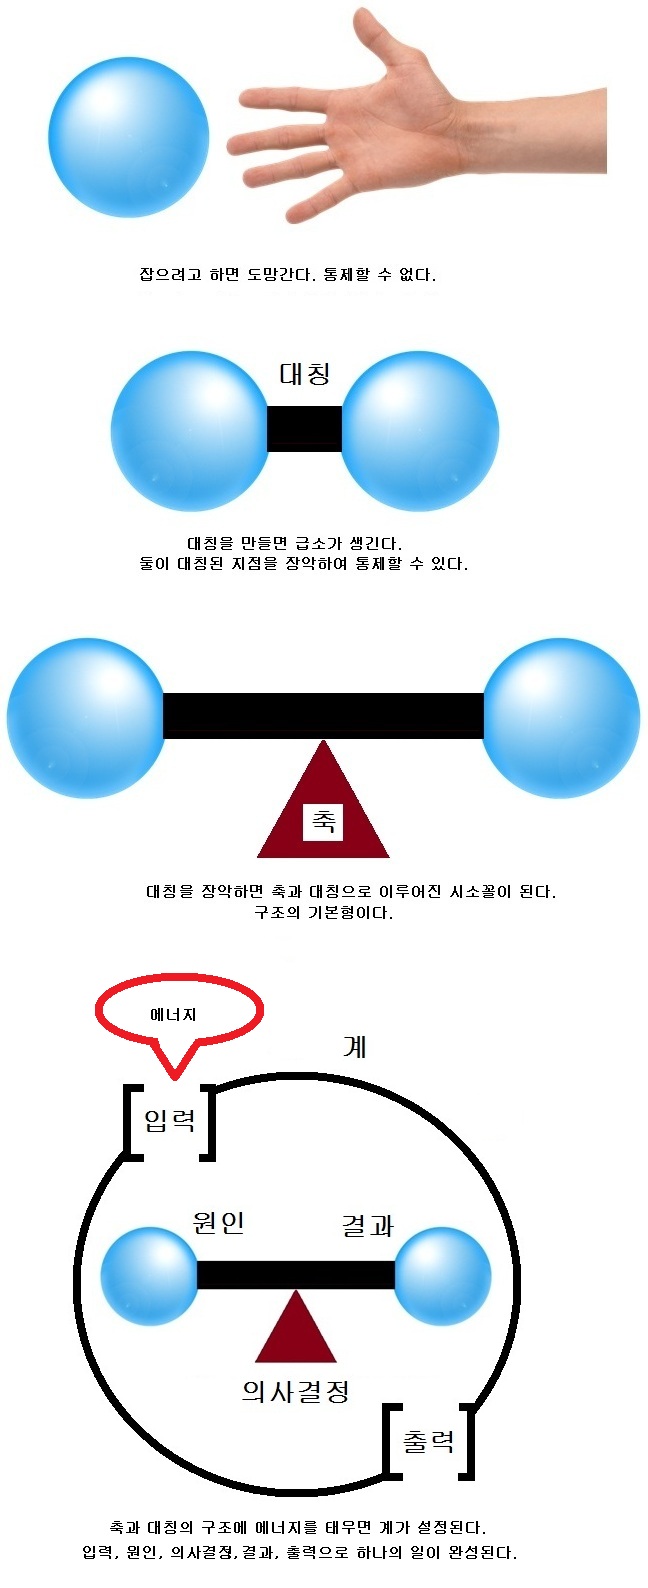 잡으려고 하면 도망간다. 통제할 수 없다.
대칭
대칭을 만들면 급소가 생긴다.
둘이 대칭된 지점을 장악하여 통제할 수 있다.
축
대칭을 장악하면 축과 대칭으로 이루어진 시소꼴이 된다.
구조의 기본형이다.
에너지
계
입력
원인
결과
의사결정
출력
축과 대칭의 구조에 에너지를 태우면 계가 설정된다.
입력, 원인, 의사결정, 결과, 출력으로 하나의 일이 완성된다.